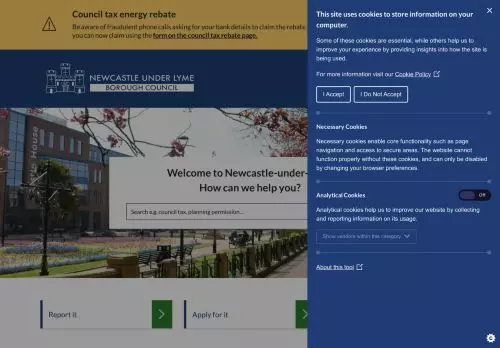 Council tax energy rebate
Be aware of fraudulent phone calls asking for your bank details to claim the rebate.
you can now claim using the form on the council tax rebate page.
NEWCASTLE UNDER LYME
BOROUGH COUNCIL
Welcome to Newcastle-under-
How can we help you?
Search e.g. council tax, planning permission...
Report it
Apply for it
This site uses cookies to store information on your
computer.
Some of these cookies are essential, while others help us to
improve your experience by providing insights into how the site is
being used.
For more information visit our Cookie Policy
I Accept
I Do Not Accept
Necessary Cookies
Necessary cookies enable core functionality such as page
navigation and access to secure areas. The website cannot
function properly without these cookies, and can only be disabled
by changing your browser preferences.
Analytical Cookies
Off
Analytical cookies help us to improve our website by collecting
and reporting information on its usage.
Show vendors within this category
About this tool